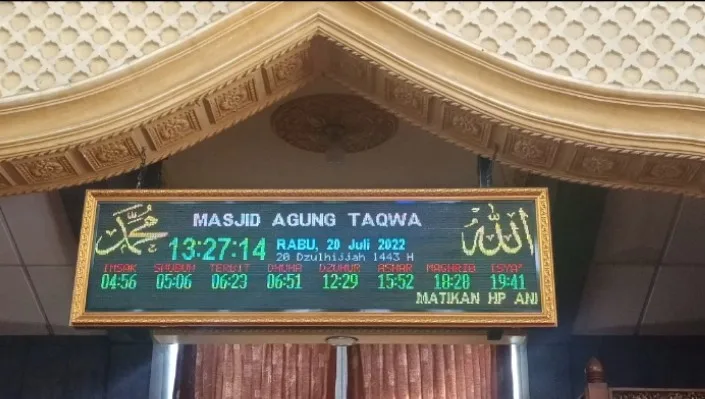 MASJID AGUNG TAQWA
محمد
الله
13:27:14
RABU, 20 Juli 2022
20 Dzulhijjah 1443 H
IMSAK SHUBUH TERBIT DHUHA DZUHUR ASHAR MAGHRIB ISYA'
04:56 05:06 06:23 06:51 12:29 15:52 18:28 19:41
MATIKAN HP AN